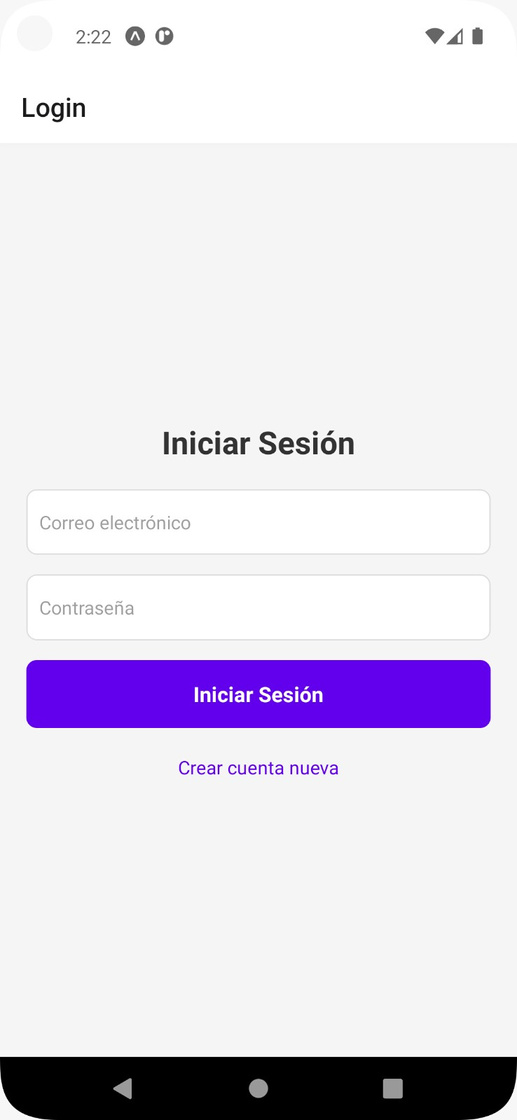 2:22
Login
Iniciar Sesión
Correo electrónico
Contraseña
Iniciar Sesión
Crear cuenta nueva